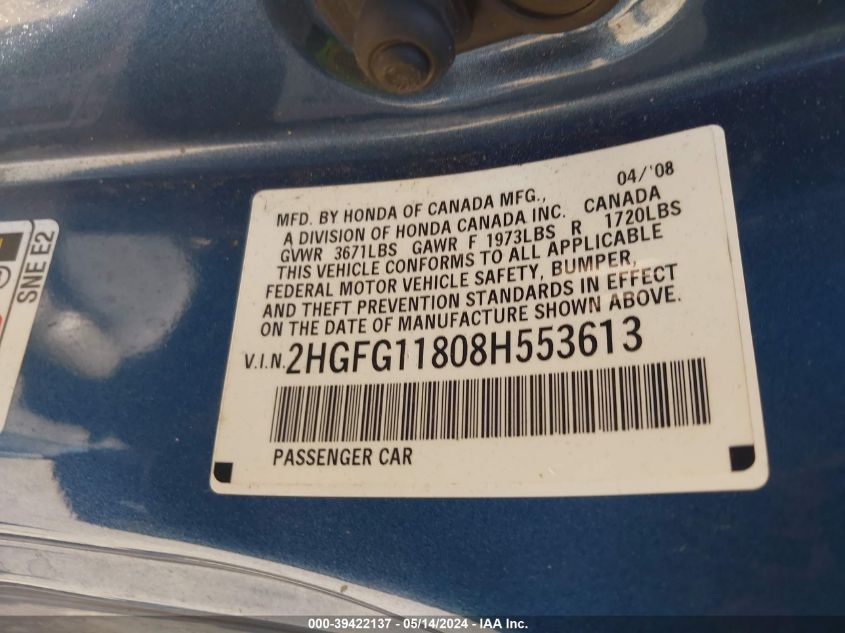 04/'08
MFD. BY HONDA OF CANADA MFG.,
A DIVISION OF HONDA CANADA INC. CANADA
GVWR 3671LBS GAWR F 1973LBS R 1720LBS
THIS VEHICLE CONFORMS TO ALL APPLICABLE
FEDERAL MOTOR VEHICLE SAFETY, BUMPER,
AND THEFT PREVENTION STANDARDS IN EFFECT
ON THE DATE OF MANUFACTURE SHOWN ABOVE.
V.I.N. 2HGFG11808H553613
PASSENGER CAR
SNE E2
000-39422137 - 05/14/2024 - IAA Inc.